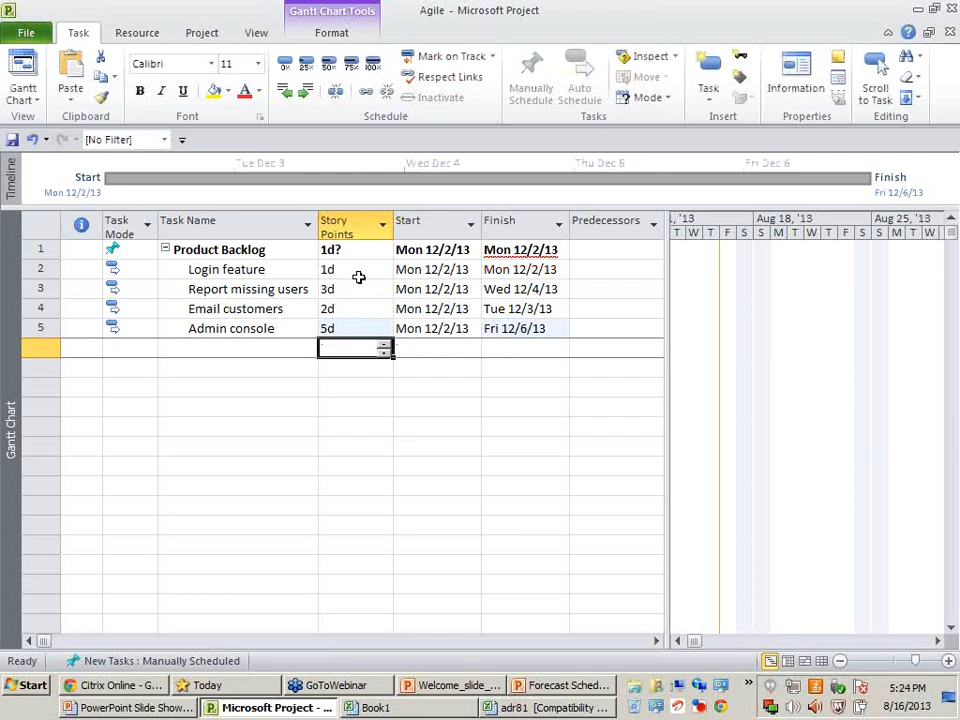 Gantt Chart Tools
Agile - Microsoft Project
File
Task
Resource
Project
View
Format
Calibri
11
0%
25%
50%
75%
100%
Mark on Track
Respect Links
Inactivate
Gantt
Chart
Paste
Manually
Schedule
Auto
Schedule
Inspect
Move
Mode
Task
Information
Scroll
to Task
B I U A
View
Clipboard
Font
Schedule
Tasks
Insert
Properties
Editing
[No Filter]
Timeline
Tue Dec 3
Wed Dec 4
Thu Dec 5
Fri Dec 6
Start
Mon 12/2/13
Finish
Fri 12/6/13
Task
Mode
Task Name
Story
Points
Start
Finish
Predecessors
, '13
Aug 18, '13
Aug 25, '13
T W T F S S M T W T F S S M T W
1 Product Backlog 1d? Mon 12/2/13 Mon 12/2/13
2 Login feature 1d Mon 12/2/13 Mon 12/2/13
3 Report missing users 3d Mon 12/2/13 Wed 12/4/13
4 Email customers 2d Mon 12/2/13 Tue 12/3/13
5 Admin console 5d Mon 12/2/13 Fri 12/6/13
Gantt Chart
Ready
New Tasks : Manually Scheduled
Start
Citrix Online - G...
Today
GoToWebinar
Welcome_slide_...
Forecast Sched...
5:24 PM
PowerPoint Slide Show...
Microsoft Project - ...
Book1
adr81 [Compatibility ...
8/16/2013